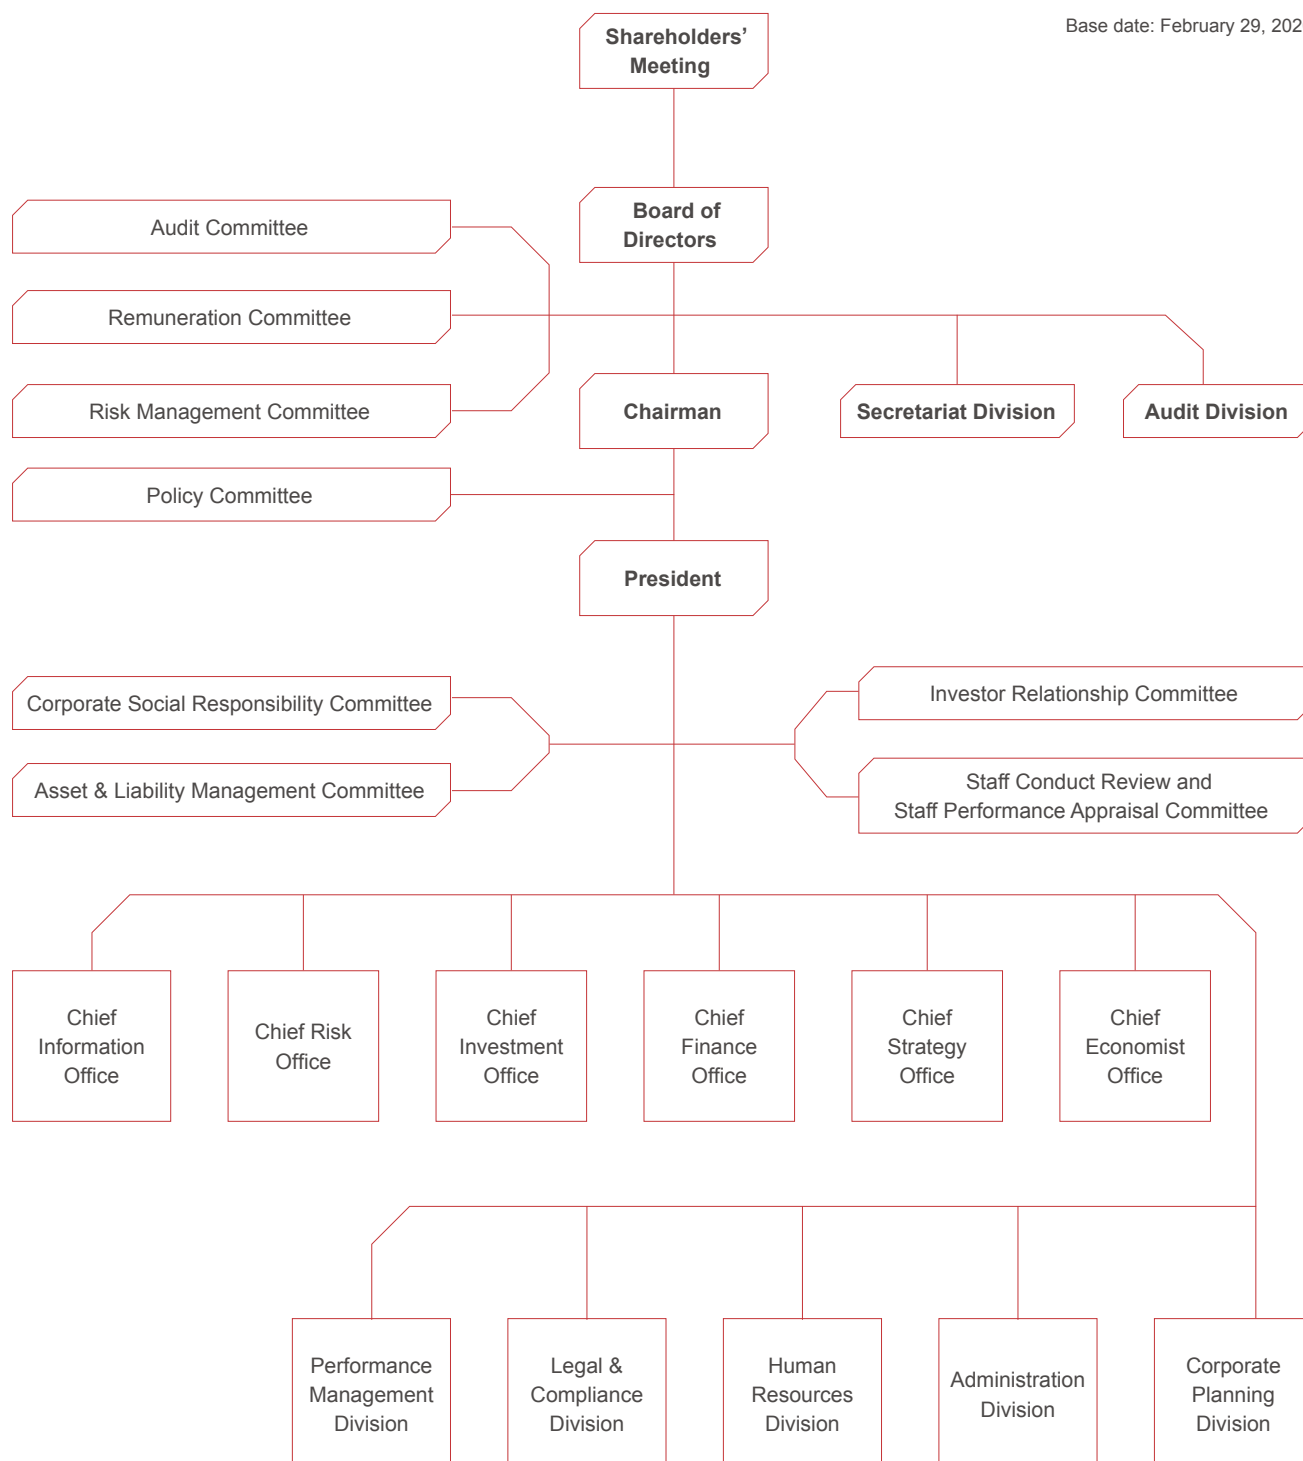 Base date: February 29, 202
Shareholders’
Meeting
Board of
Directors
Audit Committee
Remuneration Committee
Risk Management Committee
Chairman
Secretariat Division
Audit Division
Policy Committee
President
Corporate Social Responsibility Committee
Asset & Liability Management Committee
Investor Relationship Committee
Staff Conduct Review and
Staff Performance Appraisal Committee
Chief
Information
Office
Chief Risk
Office
Chief
Investment
Office
Chief
Finance
Office
Chief
Strategy
Office
Chief
Economist
Office
Performance
Management
Division
Legal &
Compliance
Division
Human
Resources
Division
Administration
Division
Corporate
Planning
Division